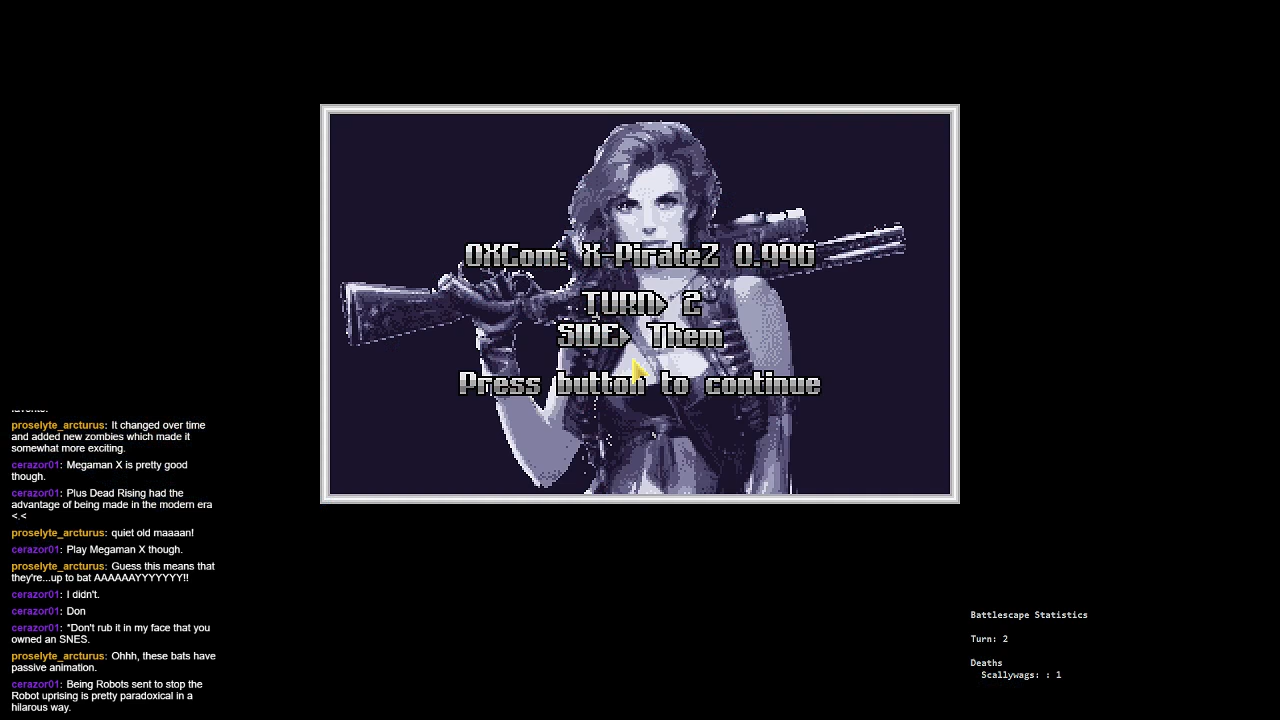 OXCom: X-PirateZ 0.99G
TURN> 2
SIDE> Them
Press button to continue
proselyte_arcturus: It changed over time
and added new zombies which made it
somewhat more exciting.
cerazor01: Megaman X is pretty good
though.
cerazor01: Plus Dead Rising had the
advantage of being made in the modern era
<.<
proselyte_arcturus: quiet old maaaan!
cerazor01: Play Megaman X though.
proselyte_arcturus: Guess this means that
they're...up to bat AAAAAAYYYYYYY!!
cerazor01: I didn't.
cerazor01: Don
cerazor01: "Don't rub it in my face that you
owned an SNES.
proselyte_arcturus: Ohhh, these bats have
passive animation.
cerazor01: Being Robots sent to stop the
Robot uprising is pretty paradoxical in a
hilarous way.
Battlescape Statistics
Turn: 2
Deaths
Scallywags: : 1